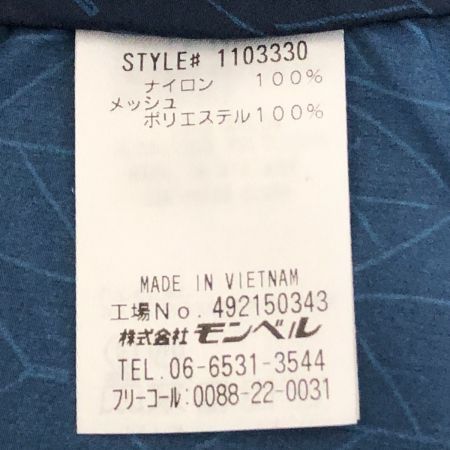 STYLE# 1103330
ナイロン 100%
メッシュ
ポリエステル100%
MADE IN VIETNAM
工場No. 492150343
株式会社 モンベル
TEL. 06-6531-3544
フリーコール:0088-22-0031